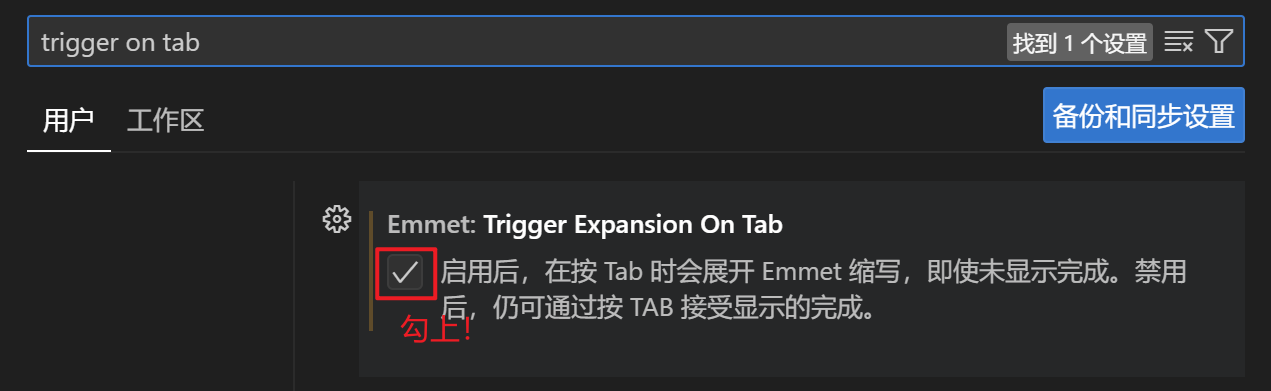 trigger on tab
找到 1 个设置
用户
工作区
备份和同步设置
Emmet: Trigger Expansion On Tab
启用后，在按 Tab 时会展开 Emmet 缩写，即使未显示完成。禁用
后，仍可通过按 TAB 接受显示的完成。
勾上！